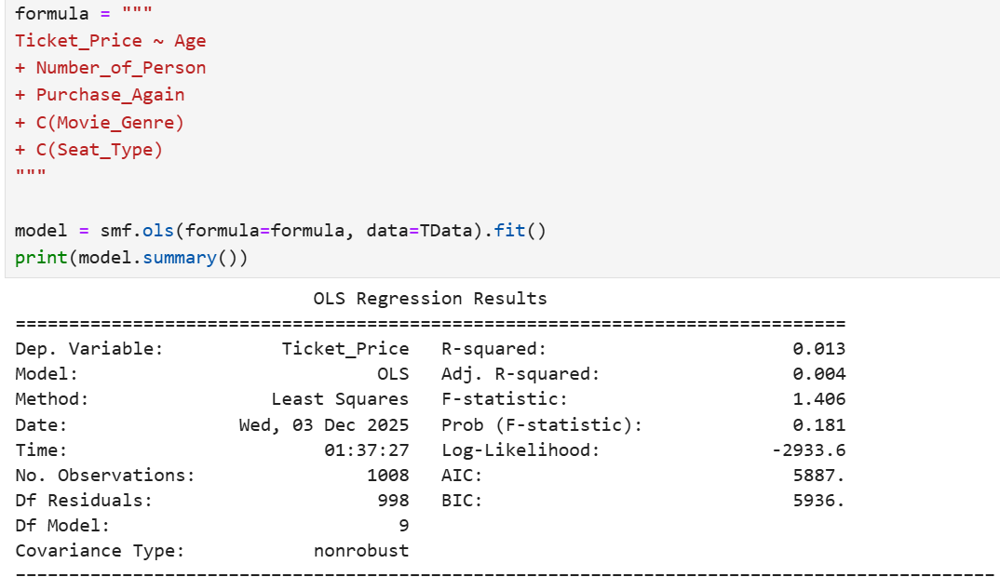 formula = """
Ticket_Price ~ Age
+ Number_of_Person
+ Purchase_Again
+ C(Movie_Genre)
+ C(Seat_Type)
"""
model = smf.ols(formula=formula, data=TData).fit()
print(model.summary())
OLS Regression Results
==============================================================================
Dep. Variable: Ticket_Price R-squared: 0.013
Model: OLS Adj. R-squared: 0.004
Method: Least Squares F-statistic: 1.406
Date: Wed, 03 Dec 2025 Prob (F-statistic): 0.181
Time: 01:37:27 Log-Likelihood: -2933.6
No. Observations: 1008 AIC: 5887.
Df Residuals: 998 BIC: 5936.
Df Model: 9
Covariance Type: nonrobust
--------------------------------------------------------------------------------------------